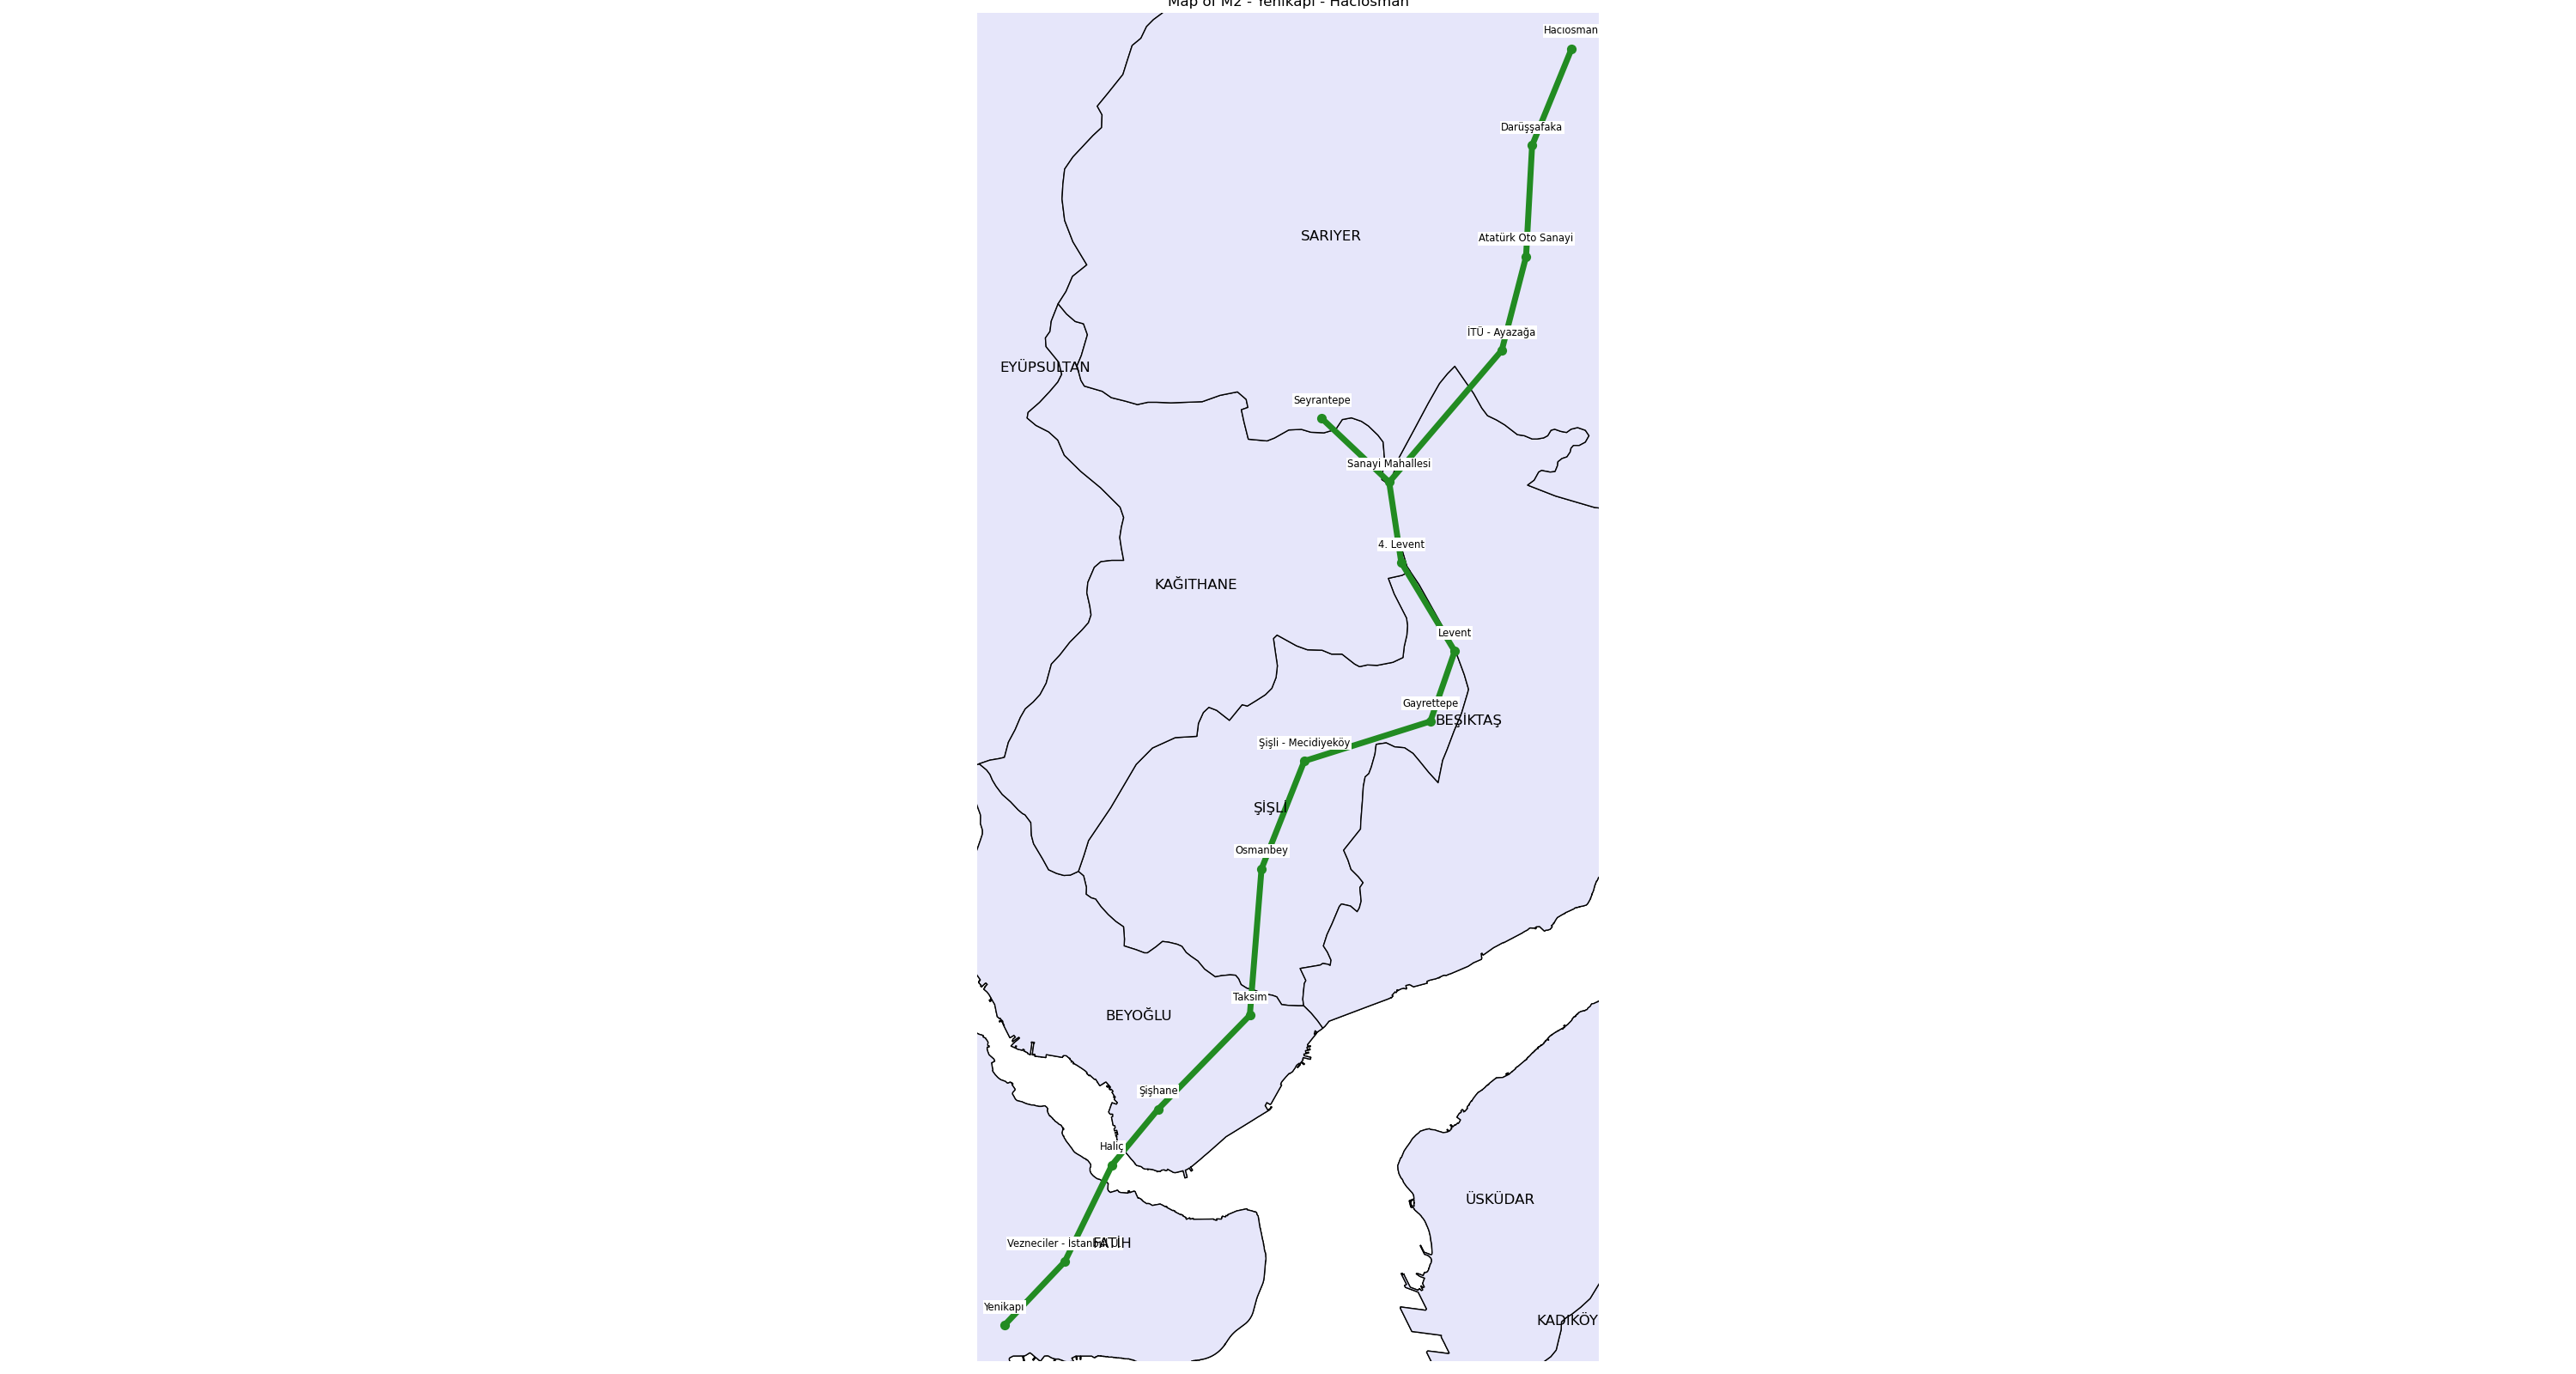 Map of M2 - Yenikapı - Hacıosman
Hacıosman
Darüşşafaka
SARIYER
Atatürk Oto Sanayi
İTÜ - Ayazağa
EYÜPSULTAN
Seyrantepe
Sanayi Mahallesi
4. Levent
KAĞITHANE
Levent
Gayrettepe
BEŞİKTAŞ
Şişli - Mecidiyeköy
ŞİŞLİ
Osmanbey
Taksim
BEYOĞLU
Şişhane
Haliç
ÜSKÜDAR
Vezneciler -
FATİH
Yenikapı
KADIKÖY